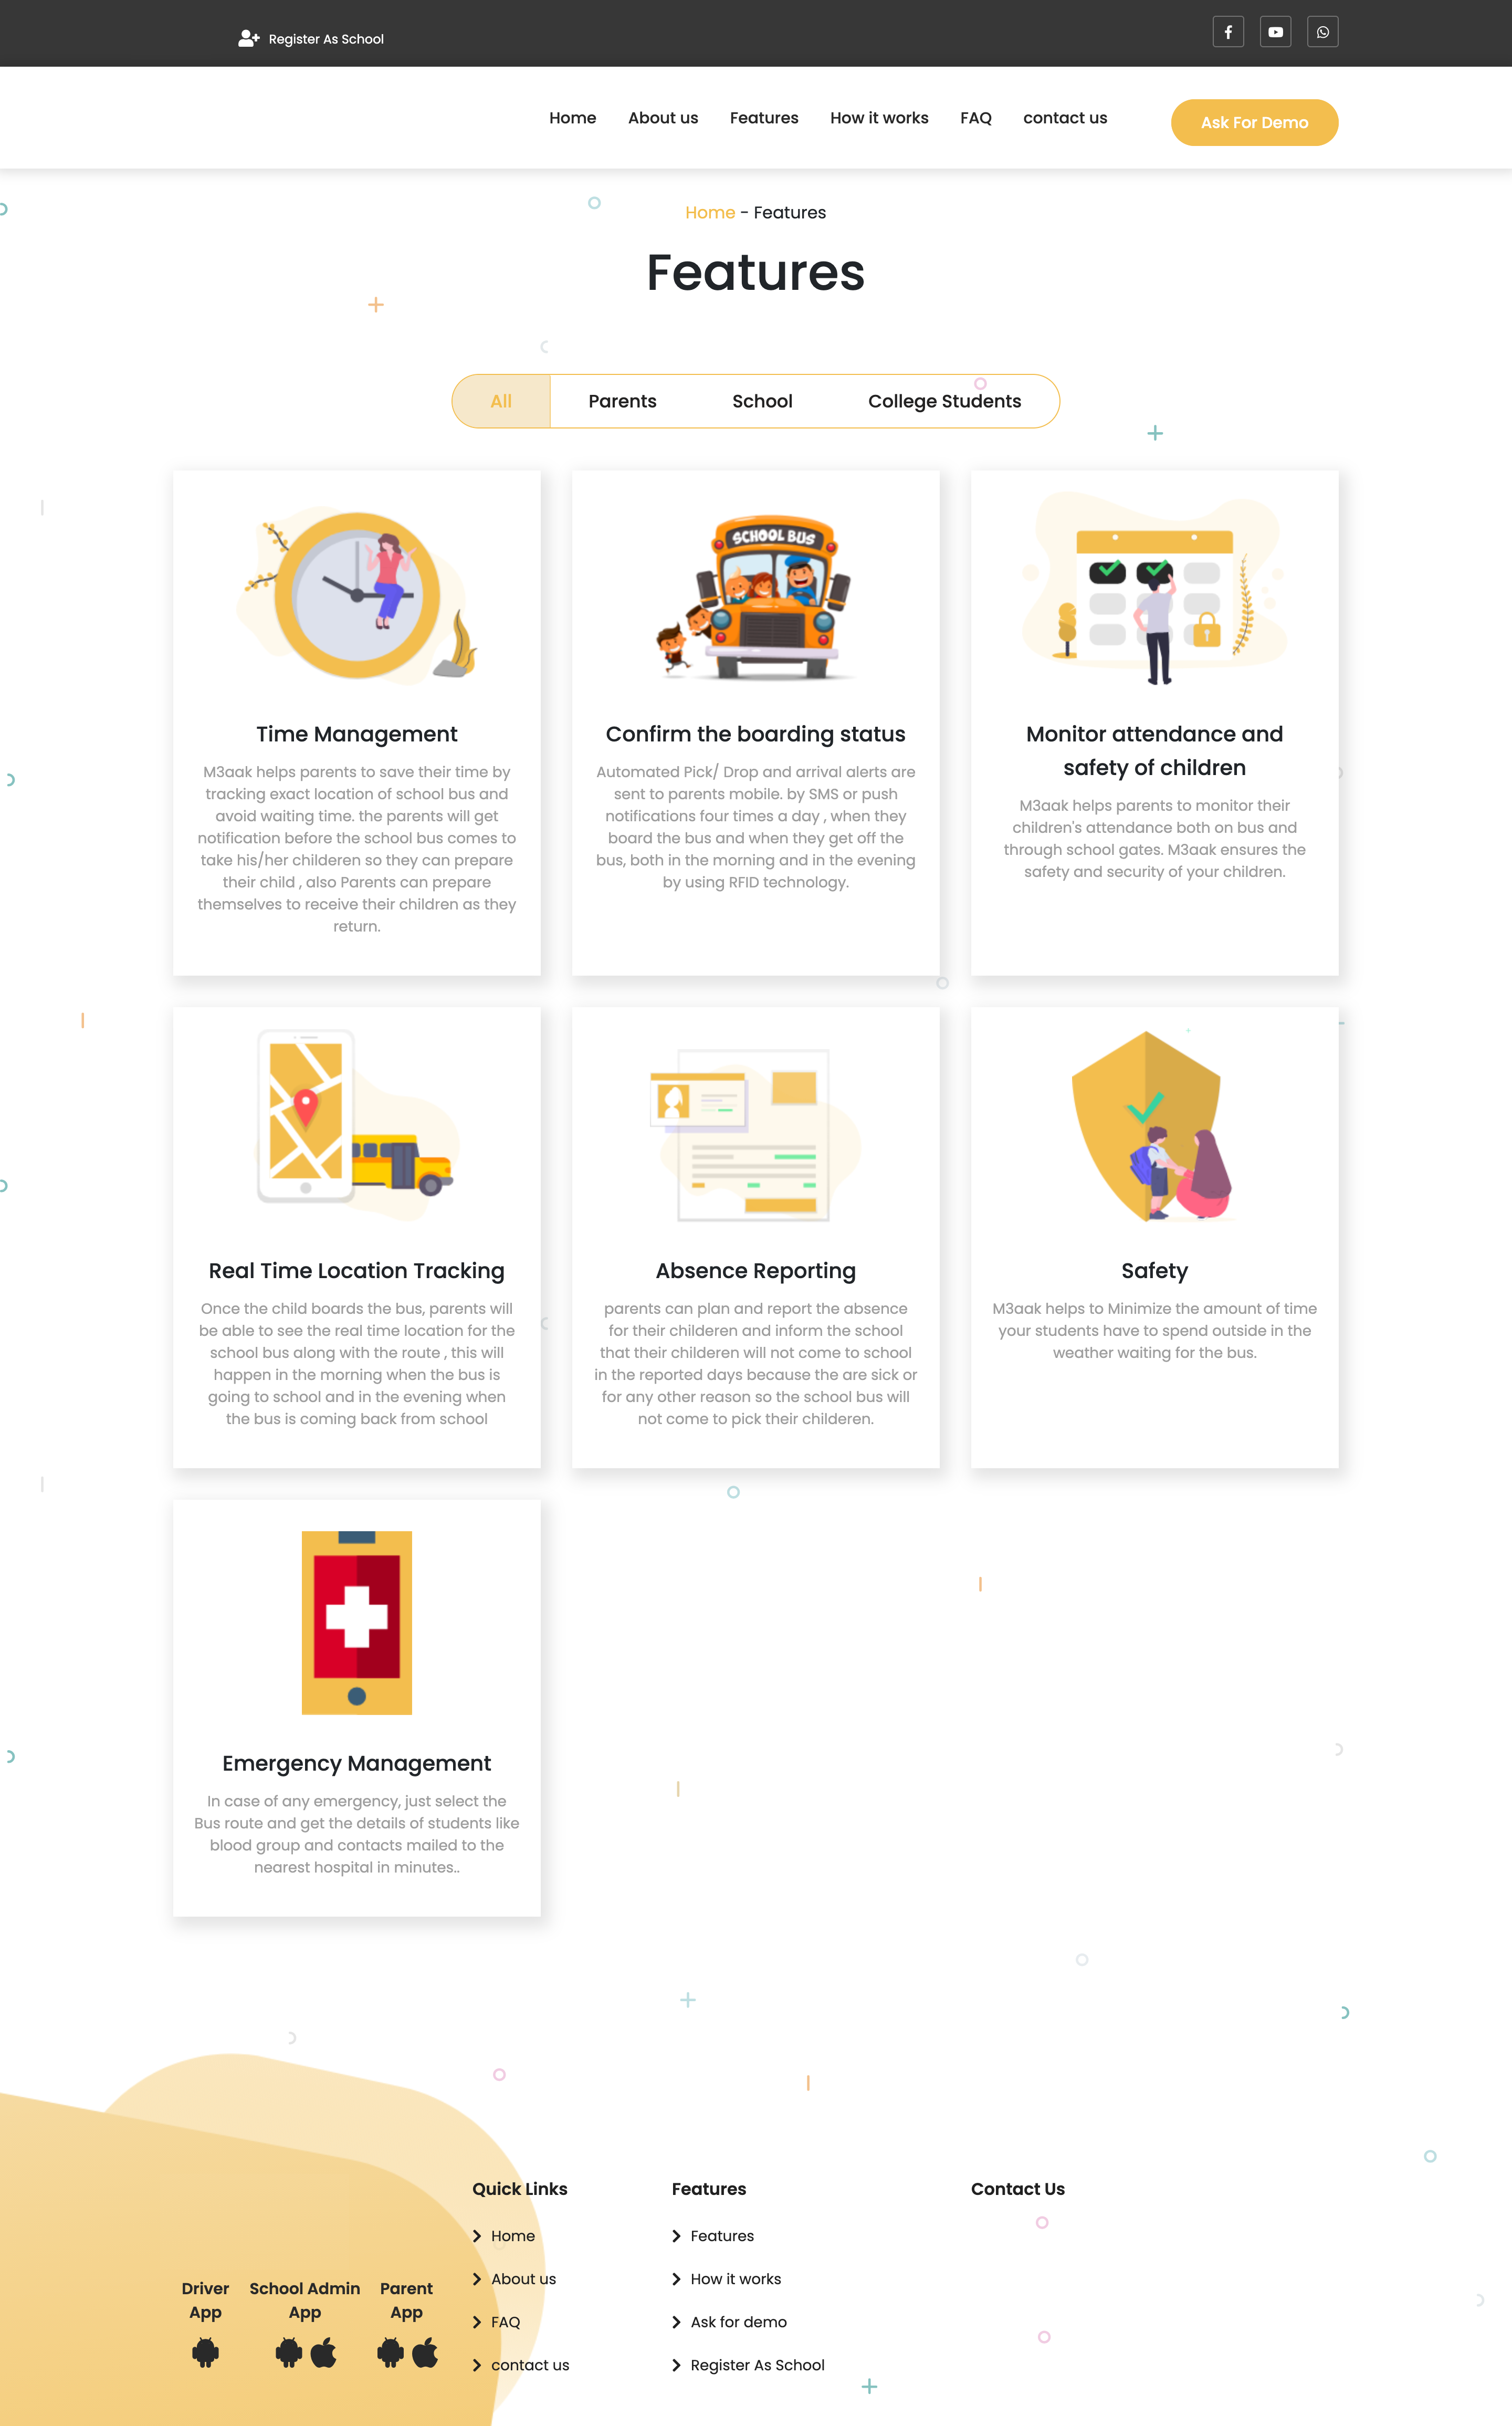 Register As School
Home About us Features How it works FAQ contact us Ask For Demo
Home - Features
Features
All Parents School College Students
SCHOOL BUS
Time Management
M3aak helps parents to save their time by
tracking exact location of school bus and
avoid waiting time. the parents will get
notification before the school bus comes to
take his/her childeren so they can prepare
their child , also Parents can prepare
themselves to receive their children as they
return.
Confirm the boarding status
Automated Pick/ Drop and arrival alerts are
sent to parents mobile. by SMS or push
notifications four times a day , when they
board the bus and when they get off the
bus, both in the morning and in the evening
by using RFID technology.
Monitor attendance and
safety of children
M3aak helps parents to monitor their
children's attendance both on bus and
through school gates. M3aak ensures the
safety and security of your children.
Real Time Location Tracking
Once the child boards the bus, parents will
be able to see the real time location for the
school bus along with the route , this will
happen in the morning when the bus is
going to school and in the evening when
the bus is coming back from school
Absence Reporting
parents can plan and report the absence
for their childeren and inform the school
that their childeren will not come to school
in the reported days because the are sick or
for any other reason so the school bus will
not come to pick their childeren.
Safety
M3aak helps to Minimize the amount of time
your students have to spend outside in the
weather waiting for the bus.
Emergency Management
In case of any emergency, just select the
Bus route and get the details of students like
blood group and contacts mailed to the
nearest hospital in minutes..
Driver
App
School Admin
App
Parent
App
Quick Links
Home
About us
FAQ
contact us
Features
Features
How it works
Ask for demo
Register As School
Contact Us